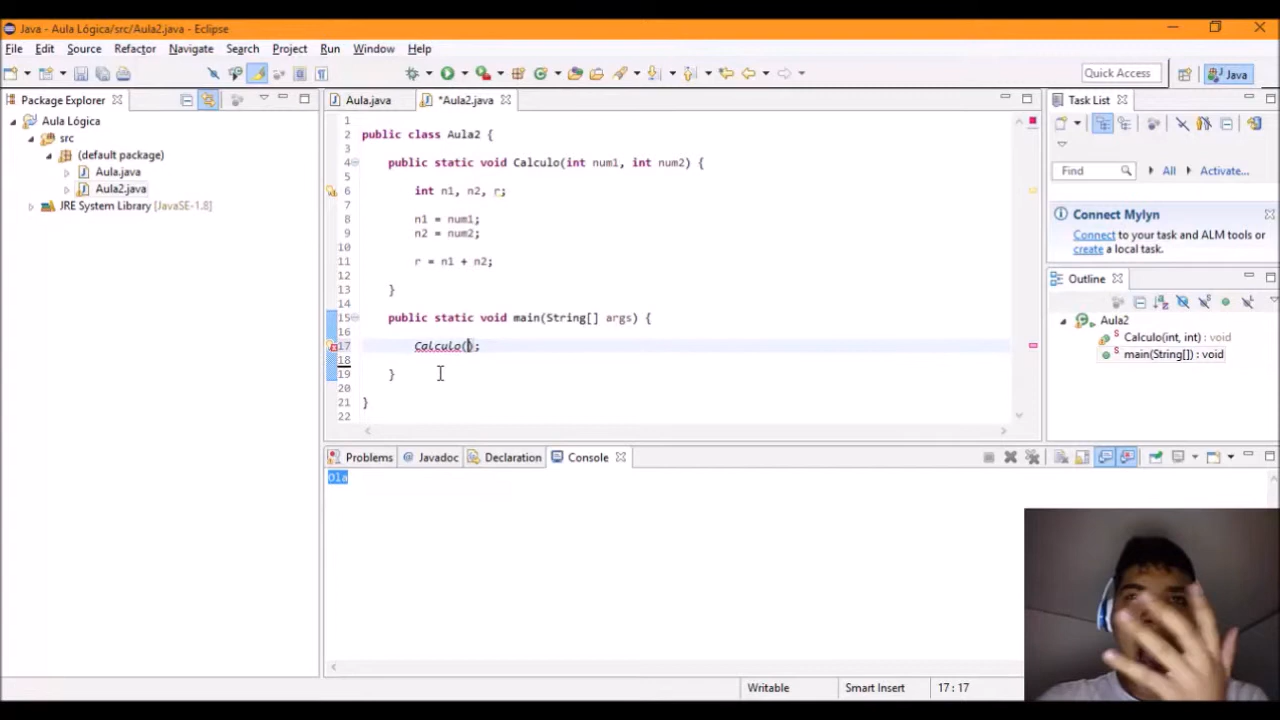 Java - Aula Lógica/src/Aula2.java - Eclipse
File Edit Source Refactor Navigate Search Project Run Window Help
Quick Access Java
Package Explorer
Aula Lógica
src
(default package)
Aula.java
Aula2.java
JRE System Library [JavaSE-1.8]
Aula.java *Aula2.java
1
2 public class Aula2 {
3
4 public static void Calculo(int num1, int num2) {
5
6 int n1, n2, r;
7
8 n1 = num1;
9 n2 = num2;
10
11 r = n1 + n2;
12
13 }
14
15 public static void main(String[] args) {
16
17 Calculo();
18
19 }
20
21 }
22
Task List
Find All Activate...
Connect Mylyn
Connect to your task and ALM tools or
create a local task.
Outline
Aula2
Calculo(int, int) : void
main(String[]) : void
Problems Javadoc Declaration Console
Ola
Writable Smart Insert 17 : 17